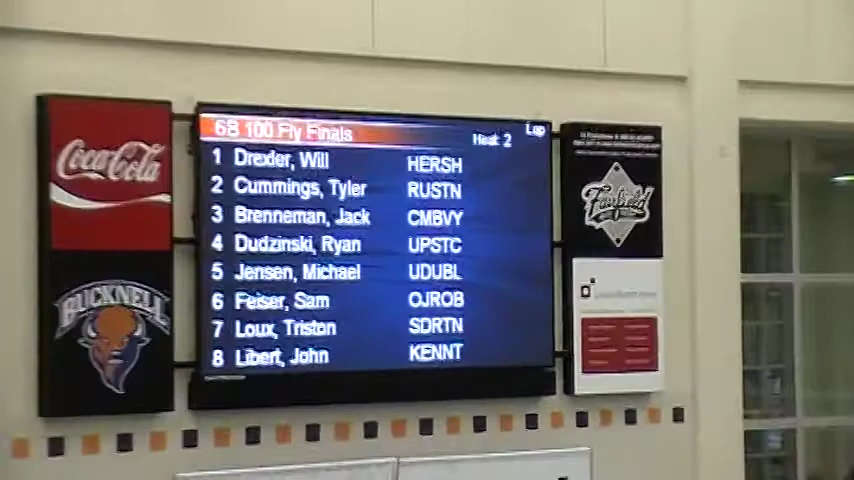 Coca-Cola
BUCKNELL
6B 100 Fly Finals
Heat: 2
Lap
1 Drexler, Will HERSH
2 Cummings, Tyler RUSTN
3 Brenneman, Jack CMBVY
4 Dudzinski, Ryan UPSTC
5 Jensen, Michael UDUBL
6 Feiser, Sam OJROB
7 Loux, Triston SDRTN
8 Libert, John KENNT
Fairfield